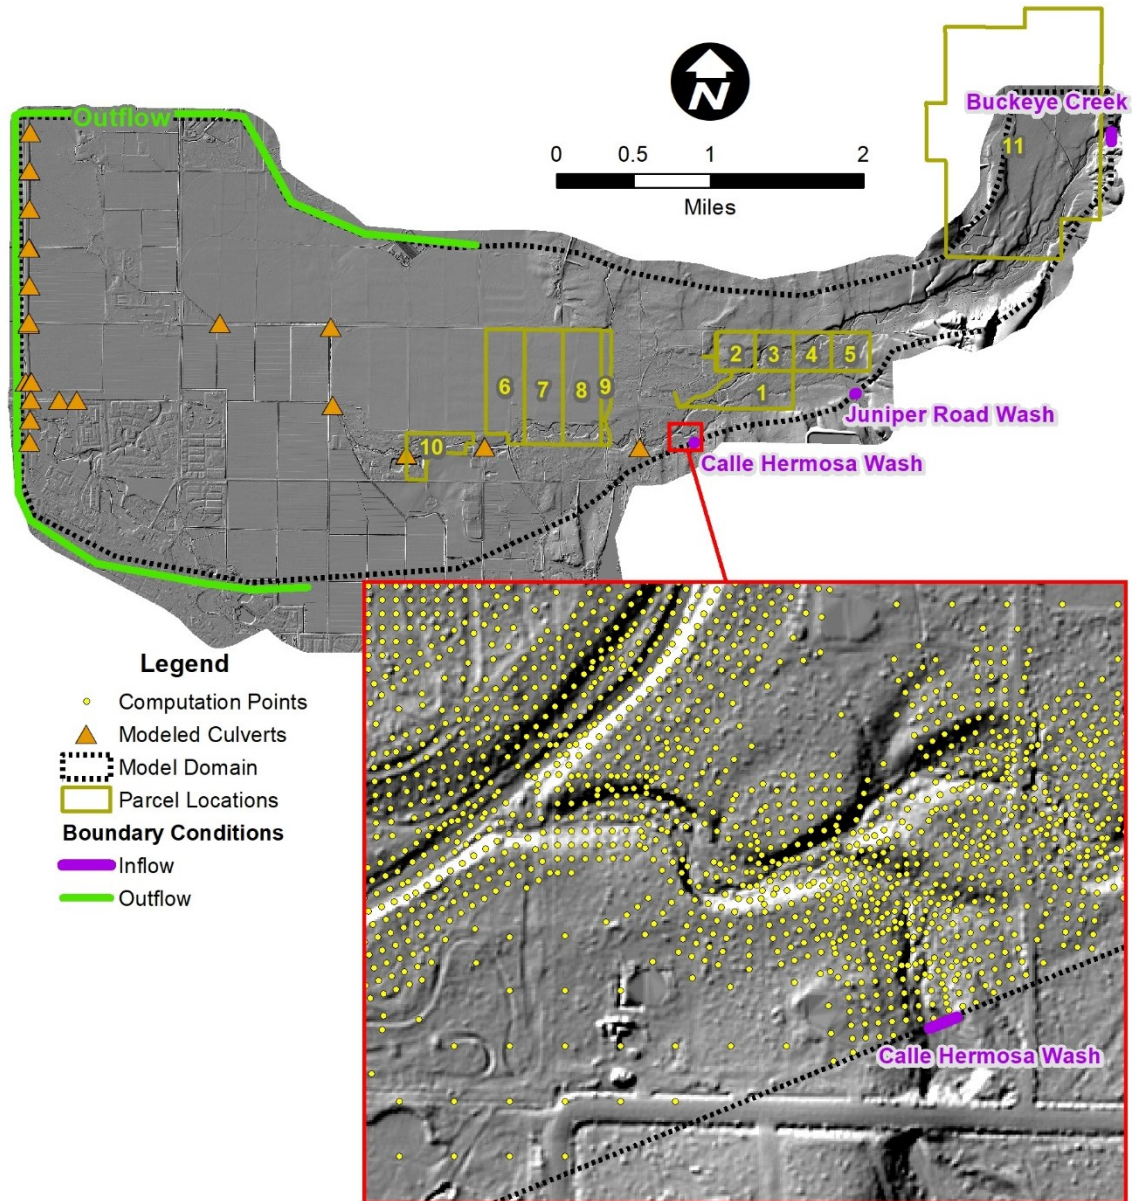 Outflow
N
Buckeye Creek
11
0 0.5 1 2
Miles
2 3 4 5
6 7 8 9
1
Juniper Road Wash
10
Calle Hermosa Wash
Legend
Computation Points
Modeled Culverts
Model Domain
Parcel Locations
Boundary Conditions
Inflow
Outflow
Calle Hermosa Wash